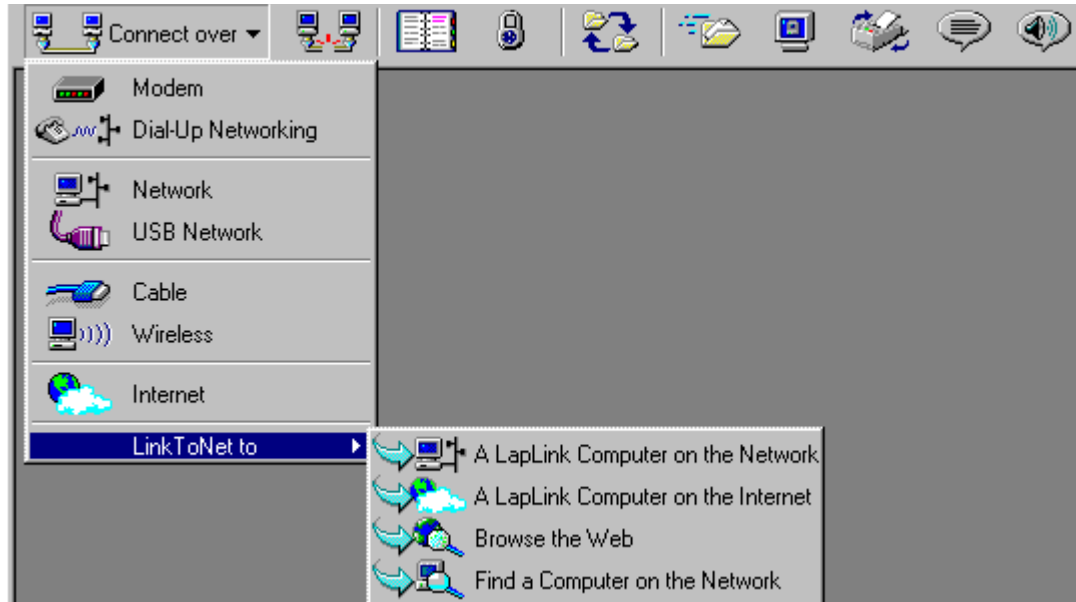 Connect over
Modem
Dial-Up Networking
Network
USB Network
Cable
Wireless
Internet
LinkToNet to
A LapLink Computer on the Network
A LapLink Computer on the Internet
Browse the Web
Find a Computer on the Network